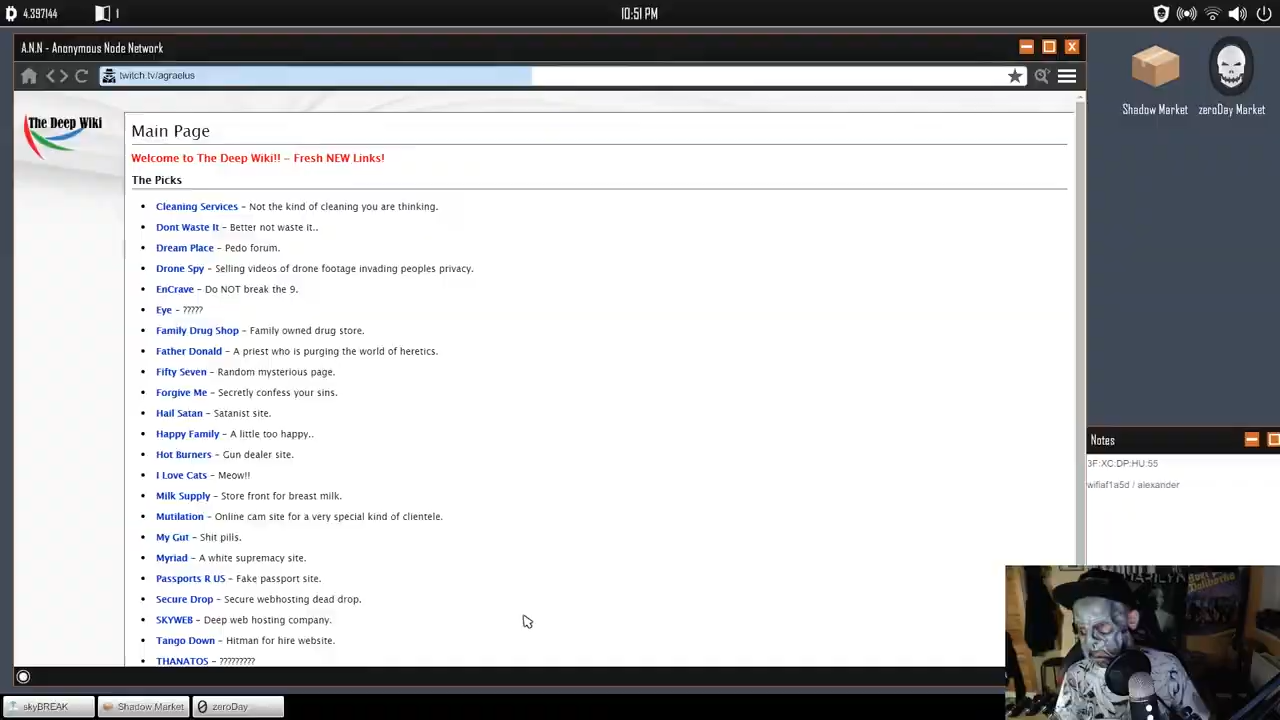 4.397144
1
10:51 PM
A.N.N - Anonymous Node Network
twitch.tv/agraelus
Shadow Market
zeroDay Market
The Deep Wiki
Main Page
Welcome to The Deep Wiki!! – Fresh NEW Links!
The Picks
Cleaning Services – Not the kind of cleaning you are thinking.
Dont Waste It – Better not waste it..
Dream Place – Pedo forum.
Drone Spy – Selling videos of drone footage invading peoples privacy.
EnCrave – Do NOT break the 9.
Eye – ?????
Family Drug Shop – Family owned drug store.
Father Donald – A priest who is purging the world of heretics.
Fifty Seven – Random mysterious page.
Forgive Me – Secretly confess your sins.
Hail Satan – Satanist site.
Happy Family – A little too happy..
Hot Burners – Gun dealer site.
I Love Cats – Meow!!
Milk Supply – Store front for breast milk.
Mutilation – Online cam site for a very special kind of clientele.
My Gut – Shit pills.
Myriad – A white supremacy site.
Passports R US – Fake passport site.
Secure Drop – Secure webhosting dead drop.
SKYWEB – Deep web hosting company.
Tango Down – Hitman for hire website.
THANATOS – ?????????
Notes
3F:XC:DP:HU:55
wifiaf1a5d / alexander
skyBREAK
Shadow Market
zeroDay